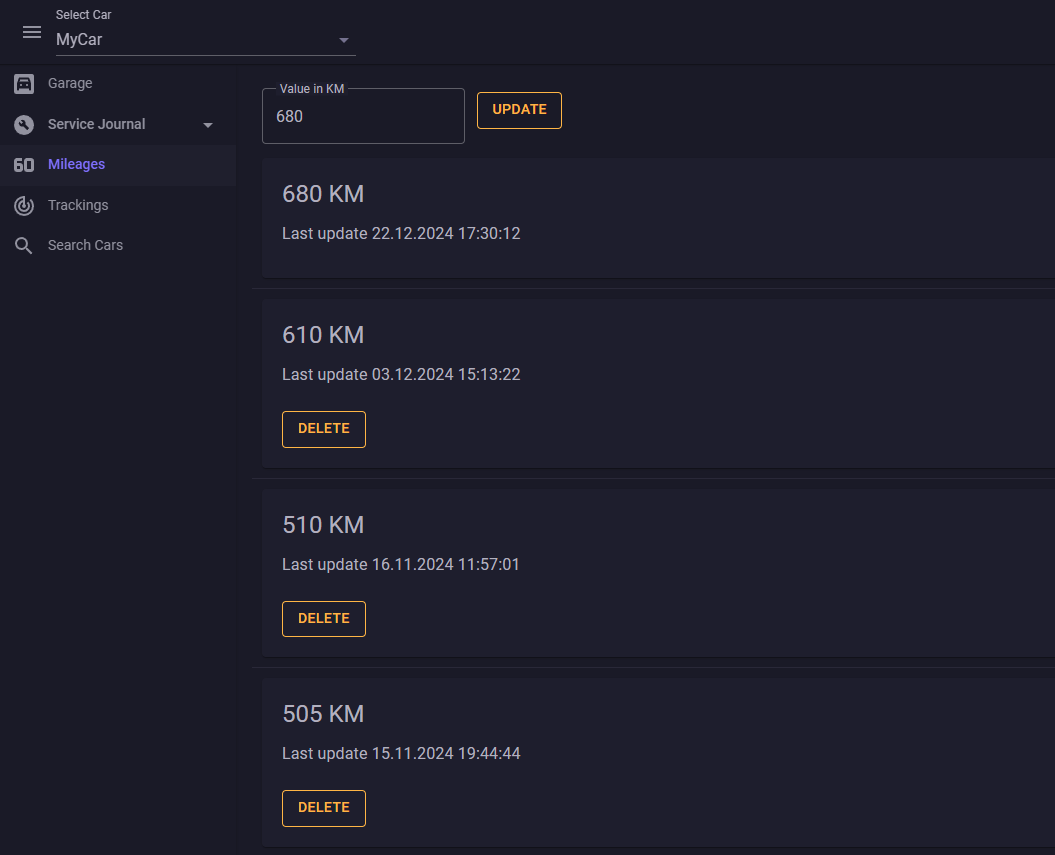 Select Car
MyCar
Garage
Service Journal
60 Mileages
Trackings
Search Cars
Value in KM
680
UPDATE
680 KM
Last update 22.12.2024 17:30:12
610 KM
Last update 03.12.2024 15:13:22
DELETE
510 KM
Last update 16.11.2024 11:57:01
DELETE
505 KM
Last update 15.11.2024 19:44:44
DELETE